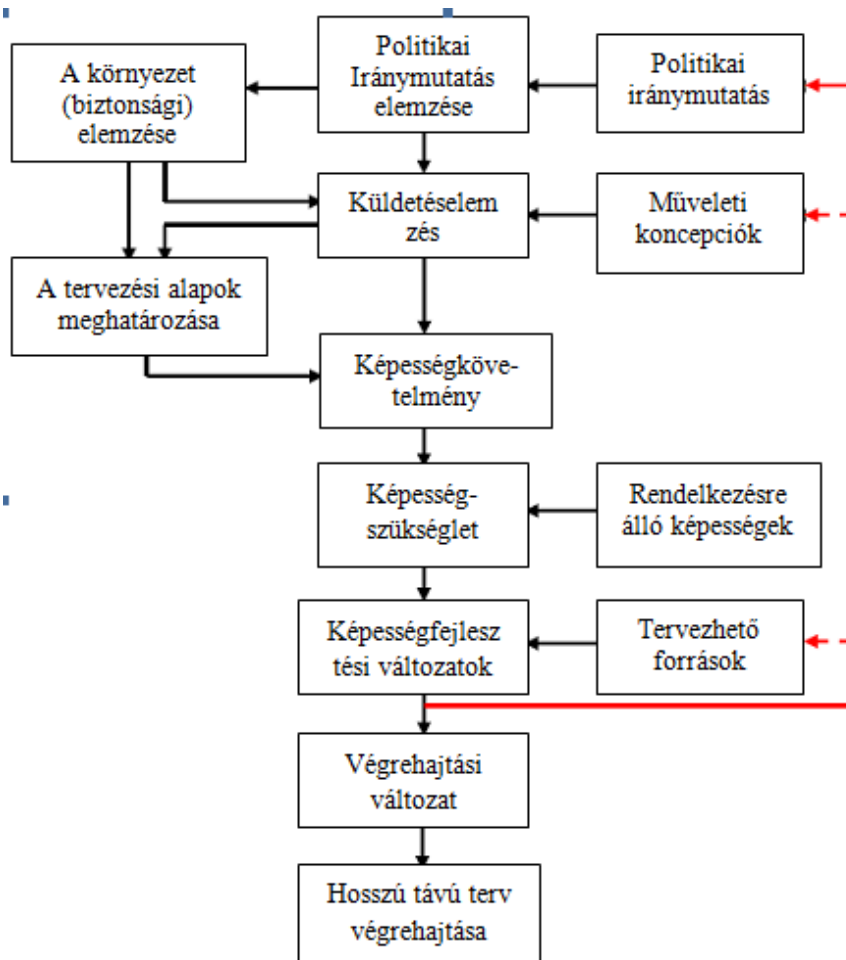 Politikai
Iránymutatás
elemzése
Politikai
iránymutatás
A környezet
(biztonsági)
elemzése
Küldetéselem
zés
Műveleti
koncepciók
A tervezési alapok
meghatározása
Képességköve-
telmény
Képesség-
szükséglet
Rendelkezésre
álló képességek
Képességfejlesz
tési változatok
Tervezhető
források
Végrehajtási
változat
Hosszú távú terv
végrehajtása